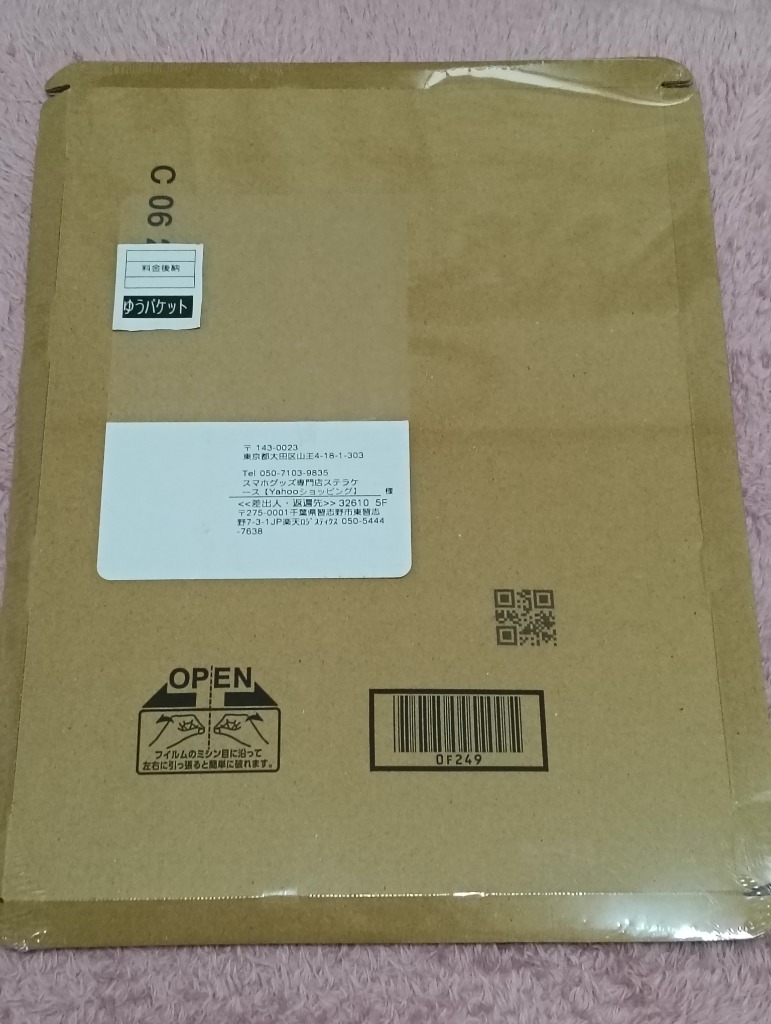 C 06
料金後納
ゆうパケット
〒 143-0023
東京都大田区山王4-18-1-303
Tel 050-7103-9835
スマホグッズ専門店ステラケ
ース【Yahooショッピング】 様
<<差出人・返還先>> 32610 5F
〒275-0001千葉県習志野市東習志
野7-3-1JP楽天ﾛｼﾞｽﾃｨｸｽ 050-5444
-7638
OPEN
フイルムのミシン目に沿って
左右に引っ張ると簡単に破れます。
OF249